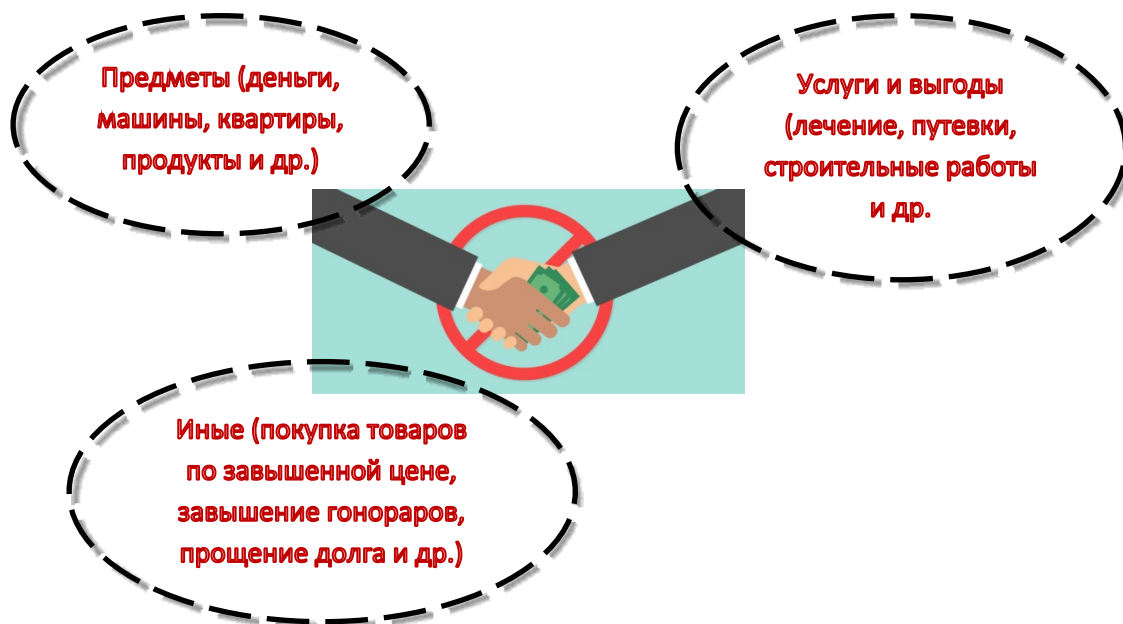 Предметы (деньги,
машины, квартиры,
продукты и др.)
Услуги и выгоды
(лечение, путевки,
строительные работы
и др.
Иные (покупка товаров
по завышенной цене,
завышение гонораров,
прощение долга и др.)